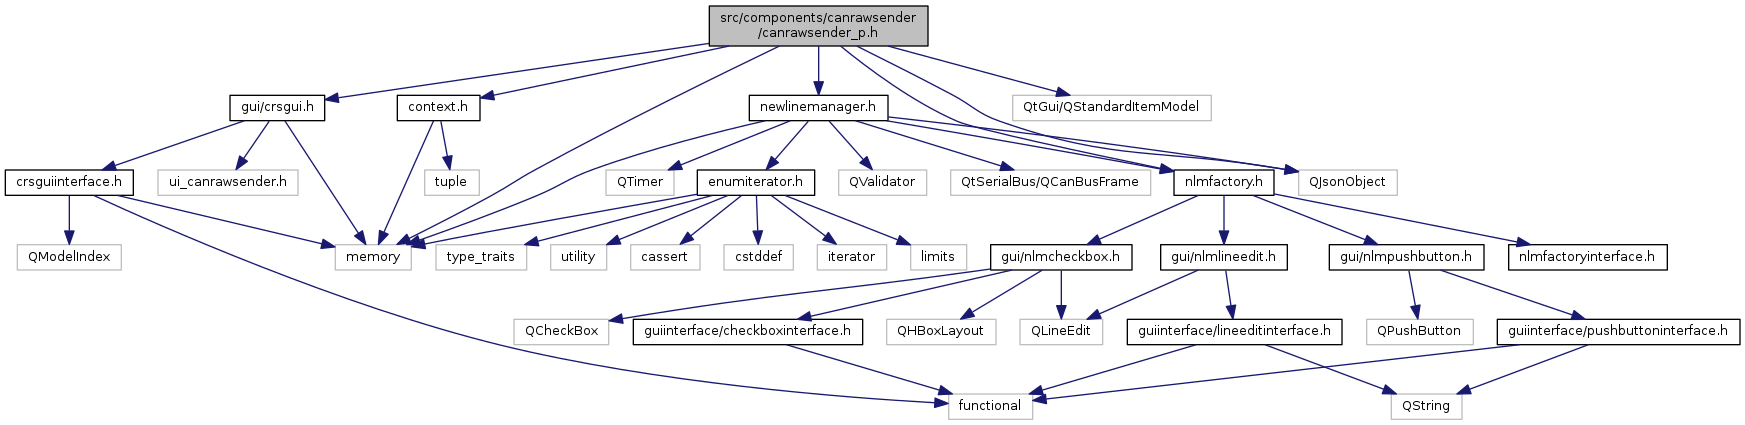 src/components/canrawsender
/canrawsender_p.h
gui/crsgui.h
context.h
newlinemanager.h
QtGui/QStandardItemModel
crsguiinterface.h
ui_canrawsender.h
tuple
QTimer
enumiterator.h
QValidator
QtSerialBus/QCanBusFrame
nlmfactory.h
QJsonObject
QModelIndex
memory
type_traits
utility
cassert
cstddef
iterator
limits
gui/nlmcheckbox.h
gui/nlmlineedit.h
gui/nlmpushbutton.h
nlmfactoryinterface.h
QCheckBox
guiinterface/checkboxinterface.h
QHBoxLayout
QLineEdit
guiinterface/lineeditinterface.h
QPushButton
guiinterface/pushbuttoninterface.h
functional
QString